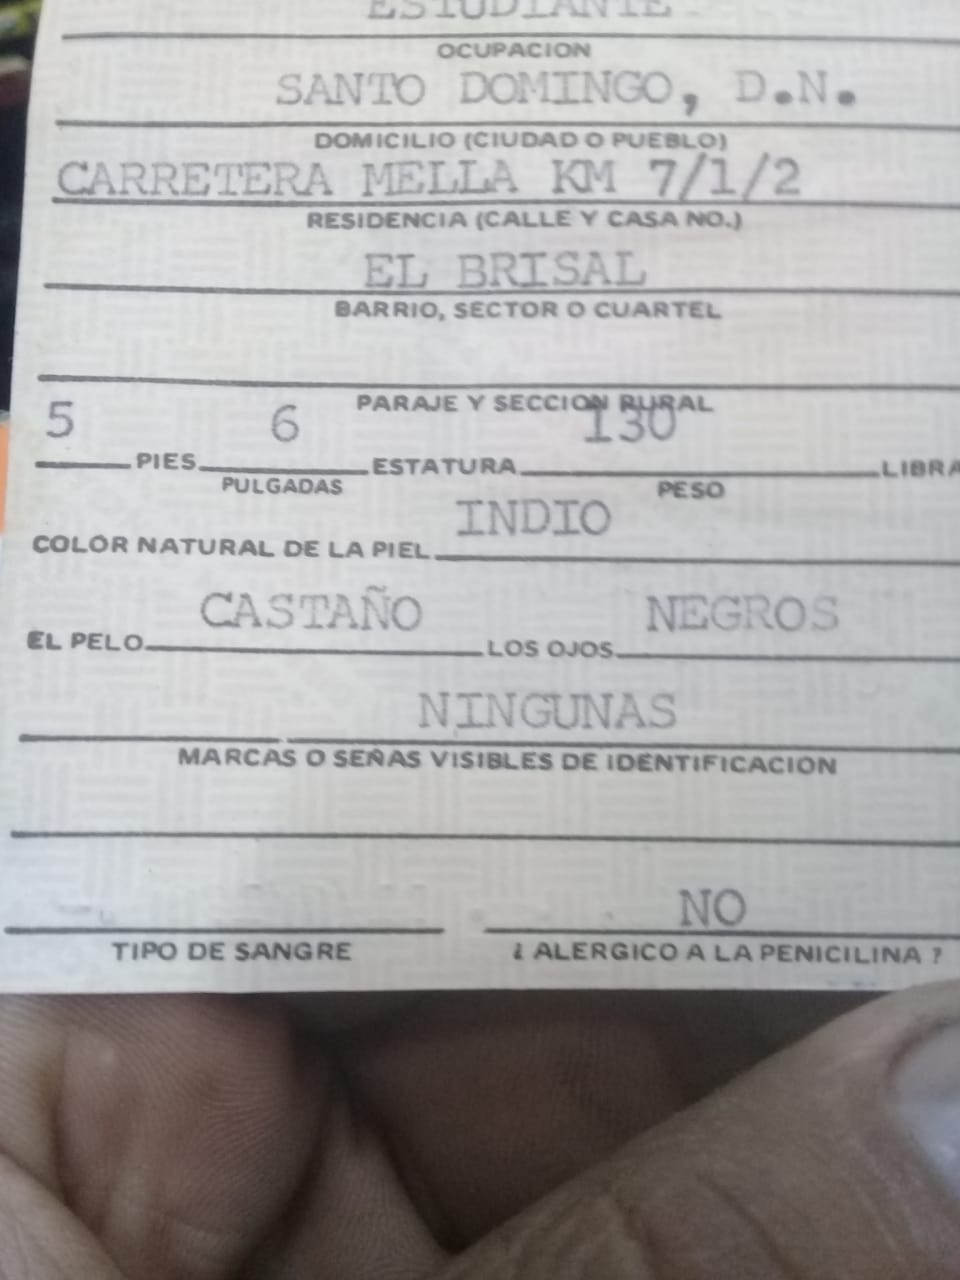 ESTUDIANTE
OCUPACION
SANTO DOMINGO, D.N.
DOMICILIO (CIUDAD O PUEBLO)
CARRETERA MELLA KM 7/1/2
RESIDENCIA (CALLE Y CASA NO.)
EL BRISAL
BARRIO, SECTOR O CUARTEL
PARAJE Y SECCION RURAL
5 PIES 6 ESTATURA 130 LIBRA
PULGADAS PESO
COLOR NATURAL DE LA PIEL INDIO
EL PELO CASTAÑO LOS OJOS NEGROS
NINGUNAS
MARCAS O SEÑAS VISIBLES DE IDENTIFICACION
NO
TIPO DE SANGRE ¿ ALERGICO A LA PENICILINA ?